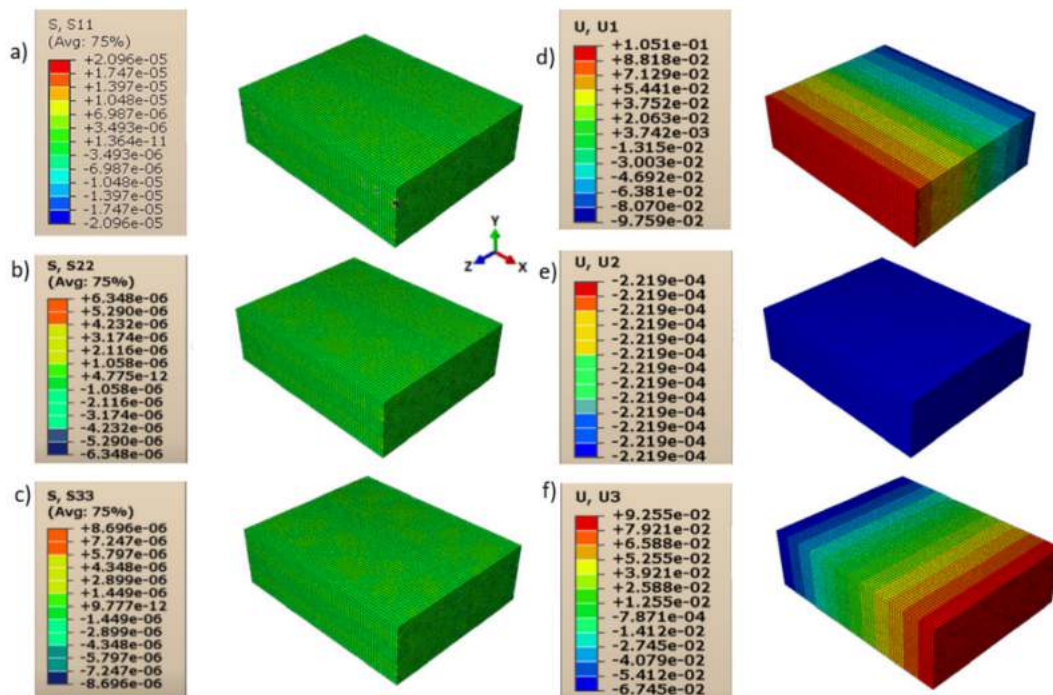 a)
S, S11
(Avg: 75%)
+2.096e-05
+1.747e-05
+1.397e-05
+1.048e-05
+6.987e-06
+3.493e-06
+1.364e-11
-3.493e-06
-6.987e-06
-1.048e-05
-1.397e-05
-1.747e-05
-2.096e-05
b)
S, S22
(Avg: 75%)
+6.348e-06
+5.290e-06
+4.232e-06
+3.174e-06
+2.116e-06
+1.058e-06
+4.775e-12
-1.058e-06
-2.116e-06
-3.174e-06
-4.232e-06
-5.290e-06
-6.348e-06
c)
S, S33
(Avg: 75%)
+8.696e-06
+7.247e-06
+5.797e-06
+4.348e-06
+2.899e-06
+1.449e-06
+9.777e-12
-1.449e-06
-2.899e-06
-4.348e-06
-5.797e-06
-7.247e-06
-8.696e-06
Y
Z
X
d)
U, U1
+1.051e-01
+8.818e-02
+7.129e-02
+5.441e-02
+3.752e-02
+2.063e-02
+3.742e-03
-1.315e-02
-3.003e-02
-4.692e-02
-6.381e-02
-8.070e-02
-9.759e-02
e)
U, U2
-2.219e-04
-2.219e-04
-2.219e-04
-2.219e-04
-2.219e-04
-2.219e-04
-2.219e-04
-2.219e-04
-2.219e-04
-2.219e-04
-2.219e-04
-2.219e-04
-2.219e-04
f)
U, U3
+9.255e-02
+7.921e-02
+6.588e-02
+5.255e-02
+3.921e-02
+2.588e-02
+1.255e-02
-7.871e-04
-1.412e-02
-2.745e-02
-4.079e-02
-5.412e-02
-6.745e-02